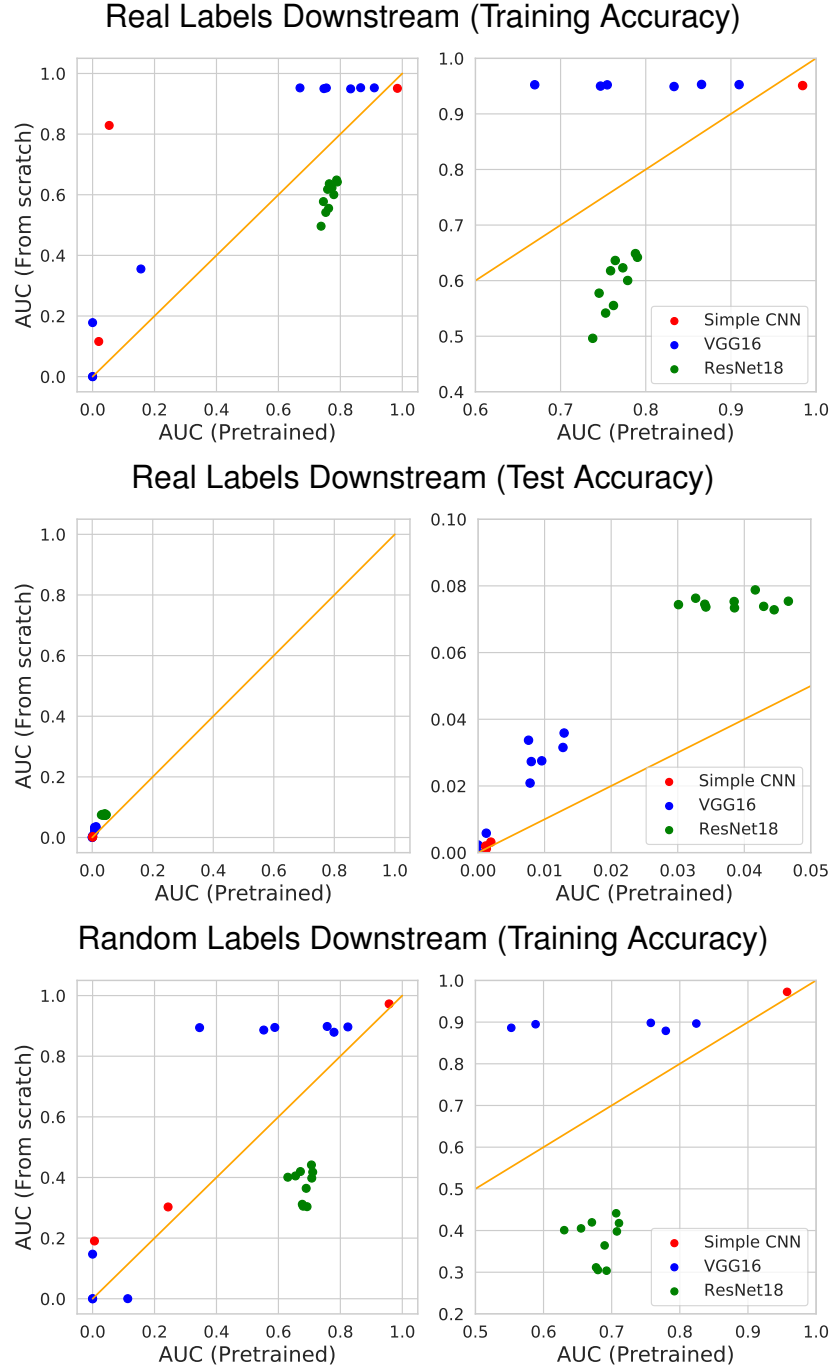 Real Labels Downstream (Training Accuracy)
AUC (From scratch)
1.0
0.8
0.6
0.4
0.2
0.0
0.0 0.2 0.4 0.6 0.8 1.0
AUC (Pretrained)
1.0
0.9
0.8
0.7
0.6
0.5
0.4
Simple CNN
VGG16
ResNet18
0.6 0.7 0.8 0.9 1.0
AUC (Pretrained)
Real Labels Downstream (Test Accuracy)
AUC (From scratch)
1.0
0.8
0.6
0.4
0.2
0.0
0.0 0.2 0.4 0.6 0.8 1.0
AUC (Pretrained)
0.10
0.08
0.06
0.04
0.02
0.00
Simple CNN
VGG16
ResNet18
0.00 0.01 0.02 0.03 0.04 0.05
AUC (Pretrained)
Random Labels Downstream (Training Accuracy)
AUC (From scratch)
1.0
0.8
0.6
0.4
0.2
0.0
0.0 0.2 0.4 0.6 0.8 1.0
AUC (Pretrained)
1.0
0.9
0.8
0.7
0.6
0.5
0.4
0.3
0.2
Simple CNN
VGG16
ResNet18
0.5 0.6 0.7 0.8 0.9 1.0
AUC (Pretrained)